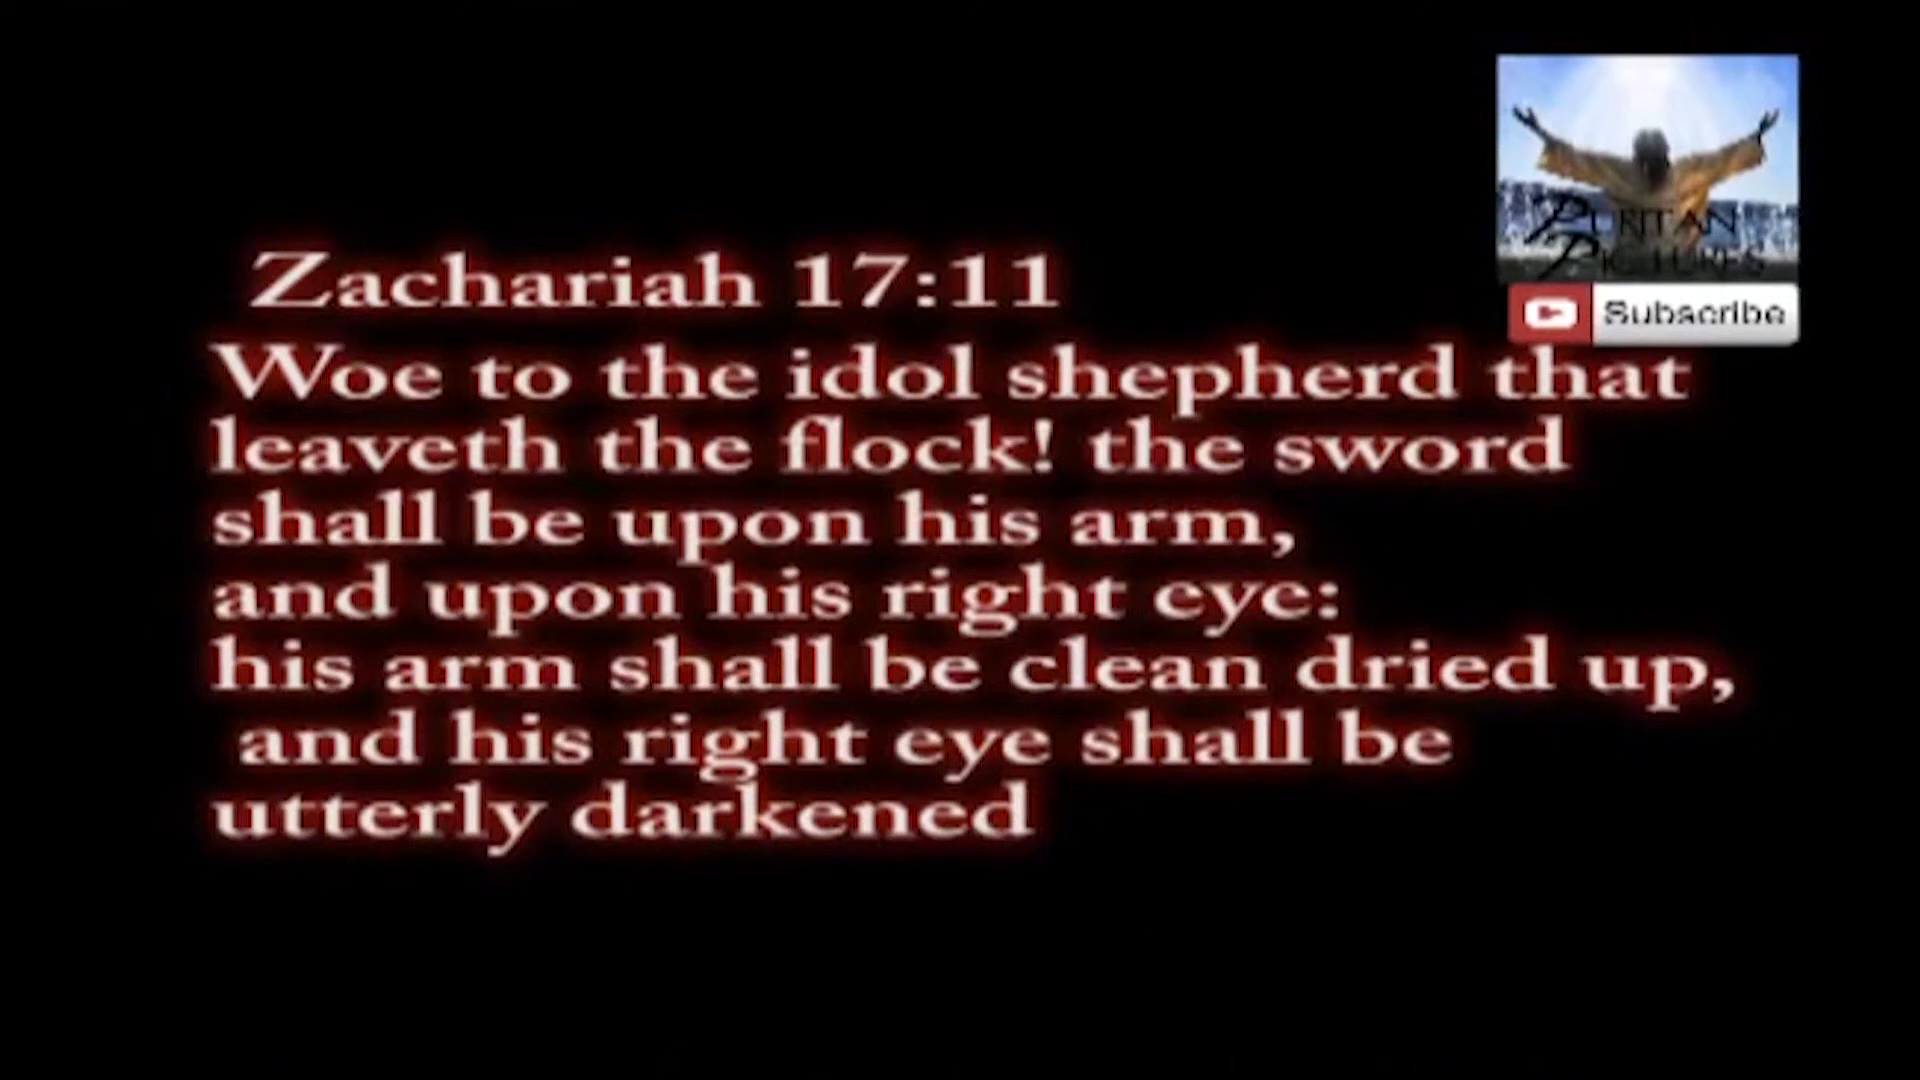 PURITAN
PICTURES
Subscribe
Zachariah 17:11
Woe to the idol shepherd that
leaveth the flock! the sword
shall be upon his arm,
and upon his right eye:
his arm shall be clean dried up,
and his right eye shall be
utterly darkened